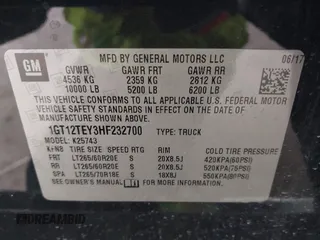 GM
MFD BY GENERAL MOTORS LLC
06/17
GVWR GAWR FRT GAWR RR
4536 KG 2359 KG 2812 KG
10000 LB 5200 LB 6200 LB
THIS VEHICLE CONFORMS TO ALL APPLICABLE U.S. FEDERAL MOTOR
VEHICLE SAFETY STANDARDS IN EFFECT ON THE DATE OF
MANUFACTURE SHOWN ABOVE.
1GT12TEY3HF232700 TYPE: TRUCK
MODEL: K25743
TIRE SIZE SPEED RTG RIM COLD TIRE PRESSURE
FRT LT265/60R20E S 20X8.5J 420KPA(60PSI)
RR LT265/60R20E S 20X8.5J 520KPA(75PSI)
SPA LT265/70R18E S 18X8J 550KPA(80PSI)
SEE OWNER'S MANUAL
DREAMBID